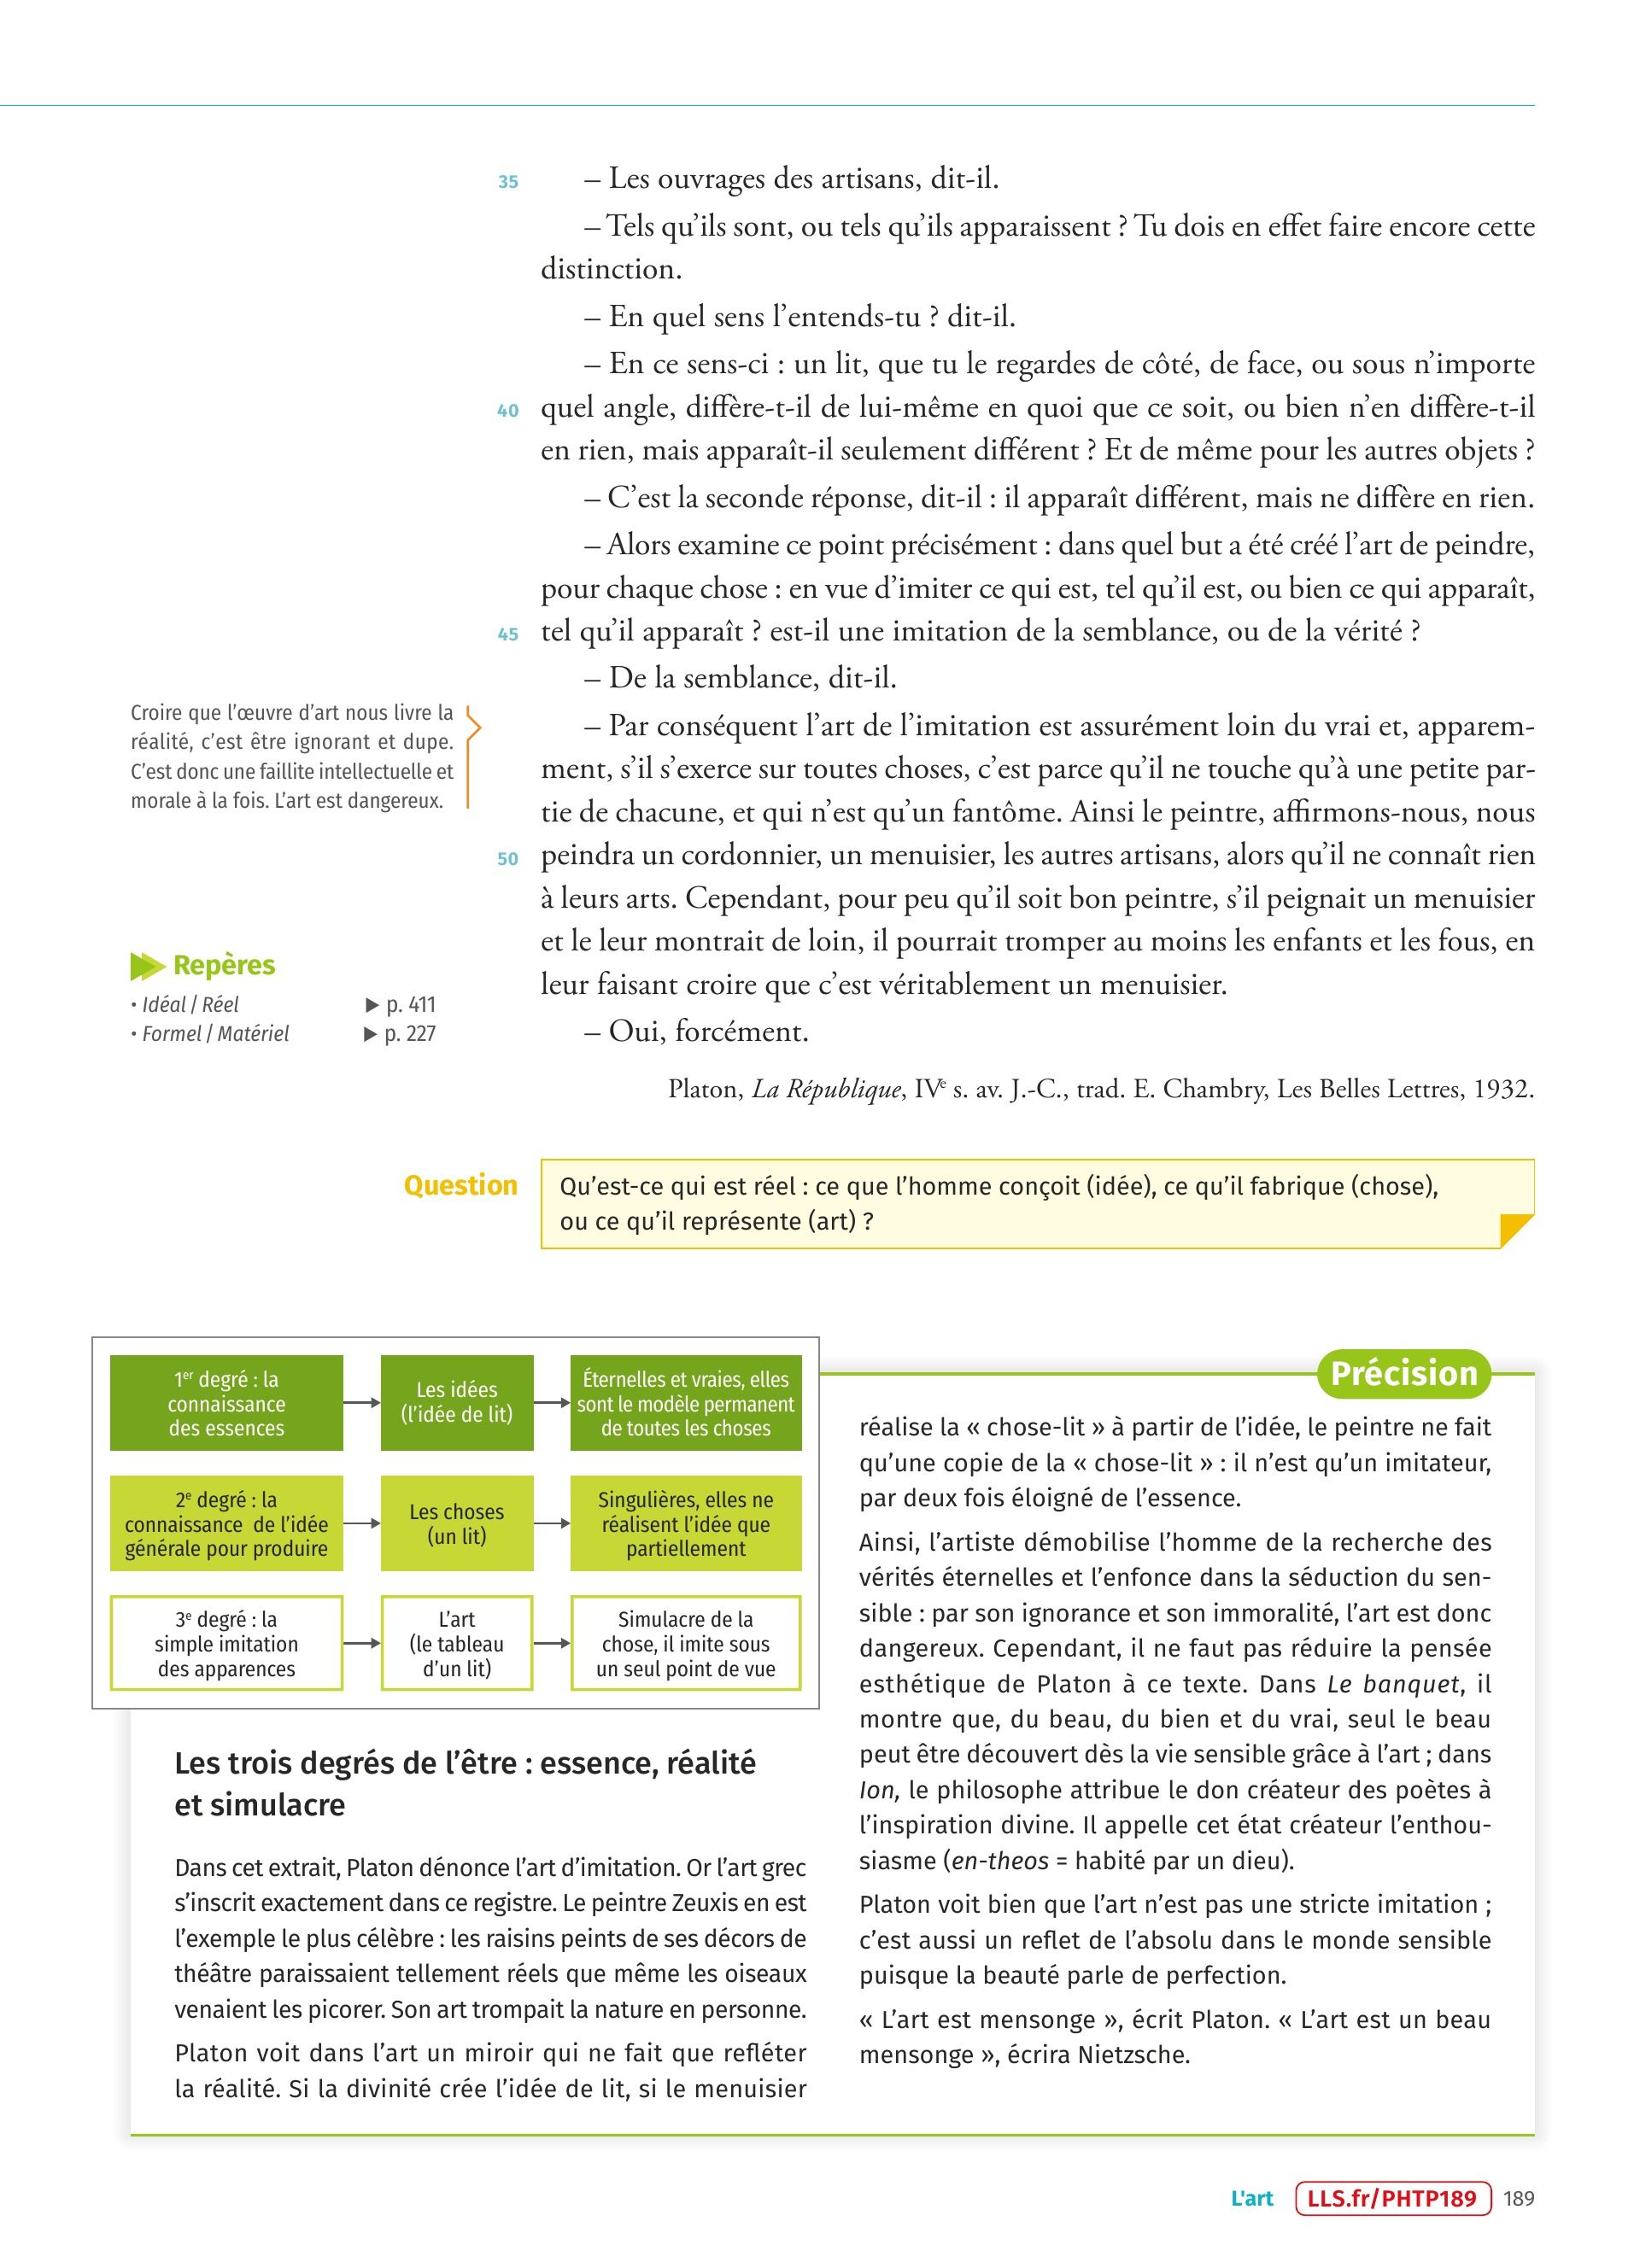 35 – Les ouvrages des artisans, dit-il.
– Tels qu’ils sont, ou tels qu’ils apparaissent ? Tu dois en effet faire encore cette
distinction.
– En quel sens l’entends-tu ? dit-il.
– En ce sens-ci : un lit, que tu le regardes de côté, de face, ou sous n’importe
40 quel angle, diffère-t-il de lui-même en quoi que ce soit, ou bien n’en diffère-t-il
en rien, mais apparaît-il seulement différent ? Et de même pour les autres objets ?
– C’est la seconde réponse, dit-il : il apparaît différent, mais ne diffère en rien.
– Alors examine ce point précisément : dans quel but a été créé l’art de peindre,
pour chaque chose : en vue d’imiter ce qui est, tel qu’il est, ou bien ce qui apparaît,
45 tel qu’il apparaît ? est-il une imitation de la semblance, ou de la vérité ?
– De la semblance, dit-il.
– Par conséquent l’art de l’imitation est assurément loin du vrai et, apparem-
ment, s’il s’exerce sur toutes choses, c’est parce qu’il ne touche qu’à une petite par-
tie de chacune, et qui n’est qu’un fantôme. Ainsi le peintre, affirmons-nous, nous
50 peindra un cordonnier, un menuisier, les autres artisans, alors qu’il ne connaît rien
à leurs arts. Cependant, pour peu qu’il soit bon peintre, s’il peignait un menuisier
et le leur montrait de loin, il pourrait tromper au moins les enfants et les fous, en
leur faisant croire que c’est véritablement un menuisier.
– Oui, forcément.
Platon, La République, IVe s. av. J.-C., trad. E. Chambry, Les Belles Lettres, 1932.
Croire que l’œuvre d’art nous livre la
réalité, c’est être ignorant et dupe.
C’est donc une faillite intellectuelle et
morale à la fois. L’art est dangereux.
Repères
• Idéal / Réel ▶ p. 411
• Formel / Matériel ▶ p. 227
Question
Qu’est-ce qui est réel : ce que l’homme conçoit (idée), ce qu’il fabrique (chose),
ou ce qu’il représente (art) ?
1er degré : la
connaissance
des essences
Les idées
(l’idée de lit)
Éternelles et vraies, elles
sont le modèle permanent
de toutes les choses
2e degré : la
connaissance de l’idée
générale pour produire
Les choses
(un lit)
Singulières, elles ne
réalisent l’idée que
partiellement
3e degré : la
simple imitation
des apparences
L’art
(le tableau
d’un lit)
Simulacre de la
chose, il imite sous
un seul point de vue
Précision
Les trois degrés de l’être : essence, réalité
et simulacre
Dans cet extrait, Platon dénonce l’art d’imitation. Or l’art grec
s’inscrit exactement dans ce registre. Le peintre Zeuxis en est
l’exemple le plus célèbre : les raisins peints de ses décors de
théâtre paraissaient tellement réels que même les oiseaux
venaient les picorer. Son art trompait la nature en personne.
Platon voit dans l’art un miroir qui ne fait que refléter
la réalité. Si la divinité crée l’idée de lit, si le menuisier
réalise la « chose-lit » à partir de l’idée, le peintre ne fait
qu’une copie de la « chose-lit » : il n’est qu’un imitateur,
par deux fois éloigné de l’essence.
Ainsi, l’artiste démobilise l’homme de la recherche des
vérités éternelles et l’enfonce dans la séduction du sen-
sible : par son ignorance et son immoralité, l’art est donc
dangereux. Cependant, il ne faut pas réduire la pensée
esthétique de Platon à ce texte. Dans Le banquet, il
montre que, du beau, du bien et du vrai, seul le beau
peut être découvert dès la vie sensible grâce à l’art ; dans
Ion, le philosophe attribue le don créateur des poètes à
l’inspiration divine. Il appelle cet état créateur l’enthou-
siasme (en-theos = habité par un dieu).
Platon voit bien que l’art n’est pas une stricte imitation ;
c’est aussi un reflet de l’absolu dans le monde sensible
puisque la beauté parle de perfection.
« L’art est mensonge », écrit Platon. « L’art est un beau
mensonge », écrira Nietzsche.
L'art LLS.fr/PHTP189 189